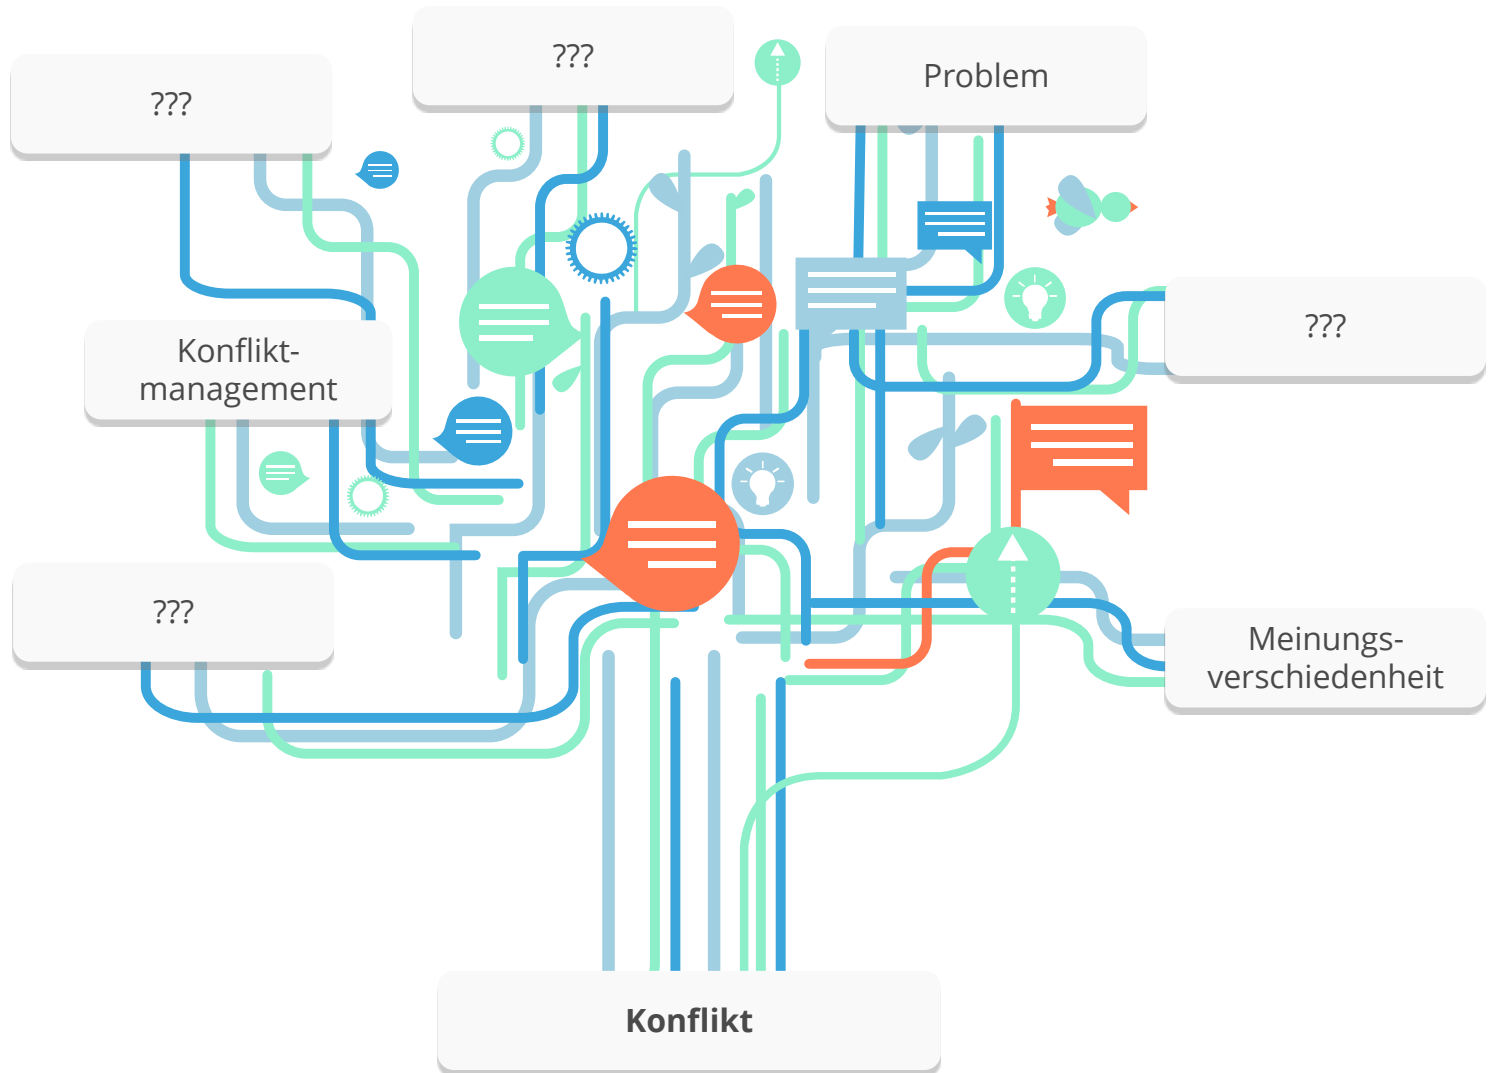 ???
???
Problem
???
Konflikt-
management
???
Meinungs-
verschiedenheit
Konflikt